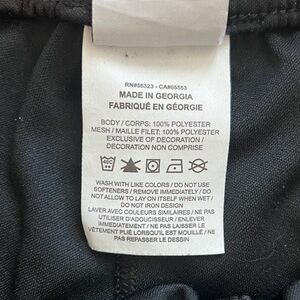 RN#56323 - CA#05553
MADE IN GEORGIA
FABRIQUÉ EN GÉORGIE
BODY / CORPS: 100% POLYESTER
MESH / MAILLE FILET: 100% POLYESTER
EXCLUSIVE OF DECORATION /
DECORATION NON COMPRISE
WASH WITH LIKE COLORS / DO NOT USE
SOFTENERS / REMOVE IMMEDIATELY / DO
NOT ALLOW TO LAY ON ITSELF WHEN WET /
DO NOT IRON DESIGN
LAVER AVEC COULEURS SIMILAIRES / NE PAS
UTILISER D'ADOUCISSEUR / ENLEVER
IMMÉDIATEMENT / NE PAS LAISSER LE
VÊTEMENT PLIÉ LORSQU'IL EST MOUILLÉ / NE
PAS REPASSER LE DESSIN